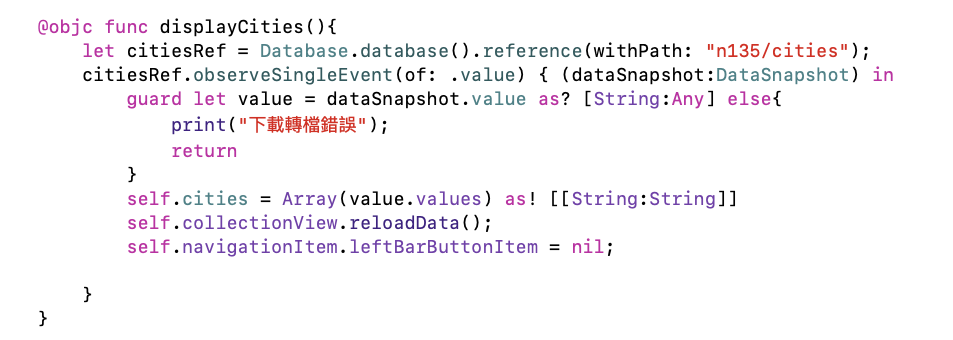 @objc func displayCities(){
    let citiesRef = Database.database().reference(withPath: "n135/cities");
    citiesRef.observeSingleEvent(of: .value) { (dataSnapshot:DataSnapshot) in
        guard let value = dataSnapshot.value as? [String:Any] else{
            print("下載轉檔錯誤");
            return
        }
        self.cities = Array(value.values) as! [[String:String]]
        self.collectionView.reloadData();
        self.navigationItem.leftBarButtonItem = nil;
    }
}